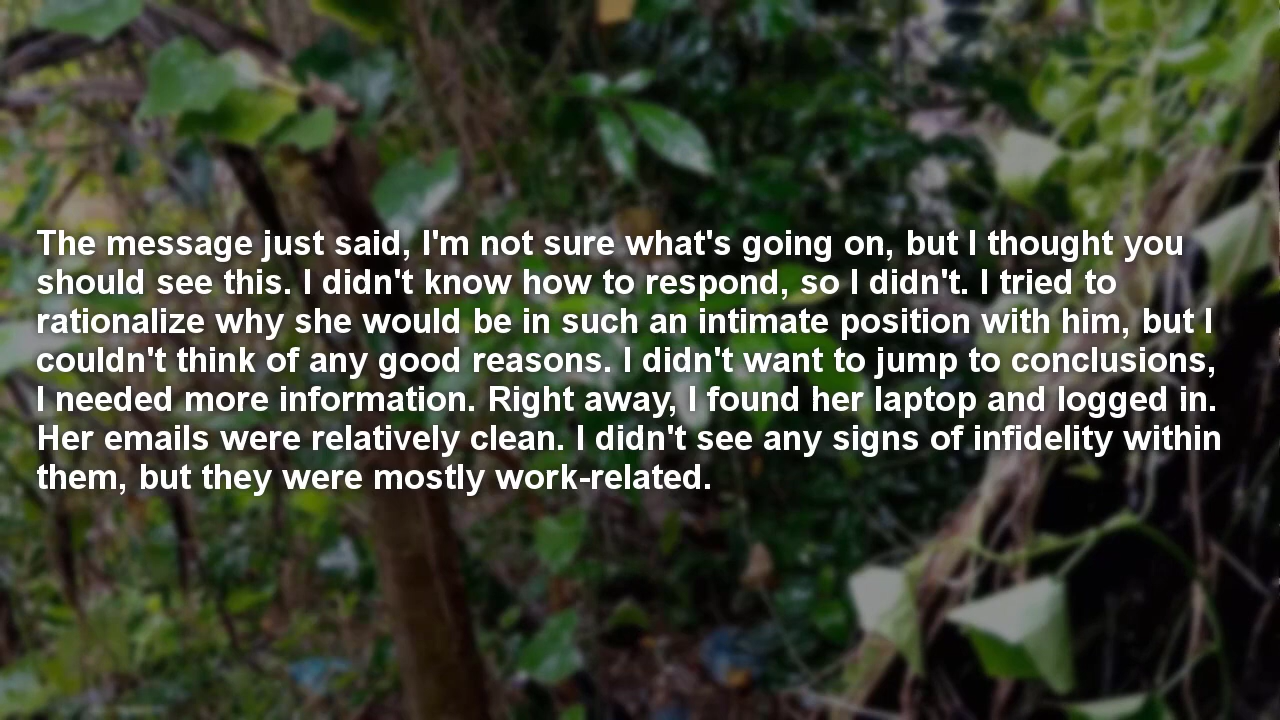 The message just said, I'm not sure what's going on, but I thought you
should see this. I didn't know how to respond, so I didn't. I tried to
rationalize why she would be in such an intimate position with him, but I
couldn't think of any good reasons. I didn't want to jump to conclusions,
I needed more information. Right away, I found her laptop and logged in.
Her emails were relatively clean. I didn't see any signs of infidelity within
them, but they were mostly work-related.